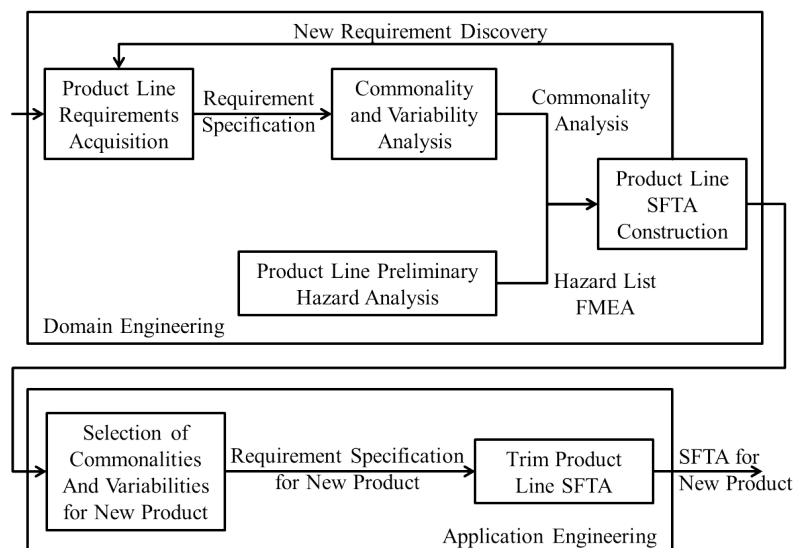 New Requirement Discovery
Product Line
Requirements
Acquisition
Requirement
Specification
Commonality
and Variability
Analysis
Commonality
Analysis
Product Line
SFTA
Construction
Product Line Preliminary
Hazard Analysis
Hazard List
FMEA
Domain Engineering
Selection of
Commonalities
And Variabilities
for New Product
Requirement Specification
for New Product
Trim Product
Line SFTA
SFTA for
New Product
Application Engineering